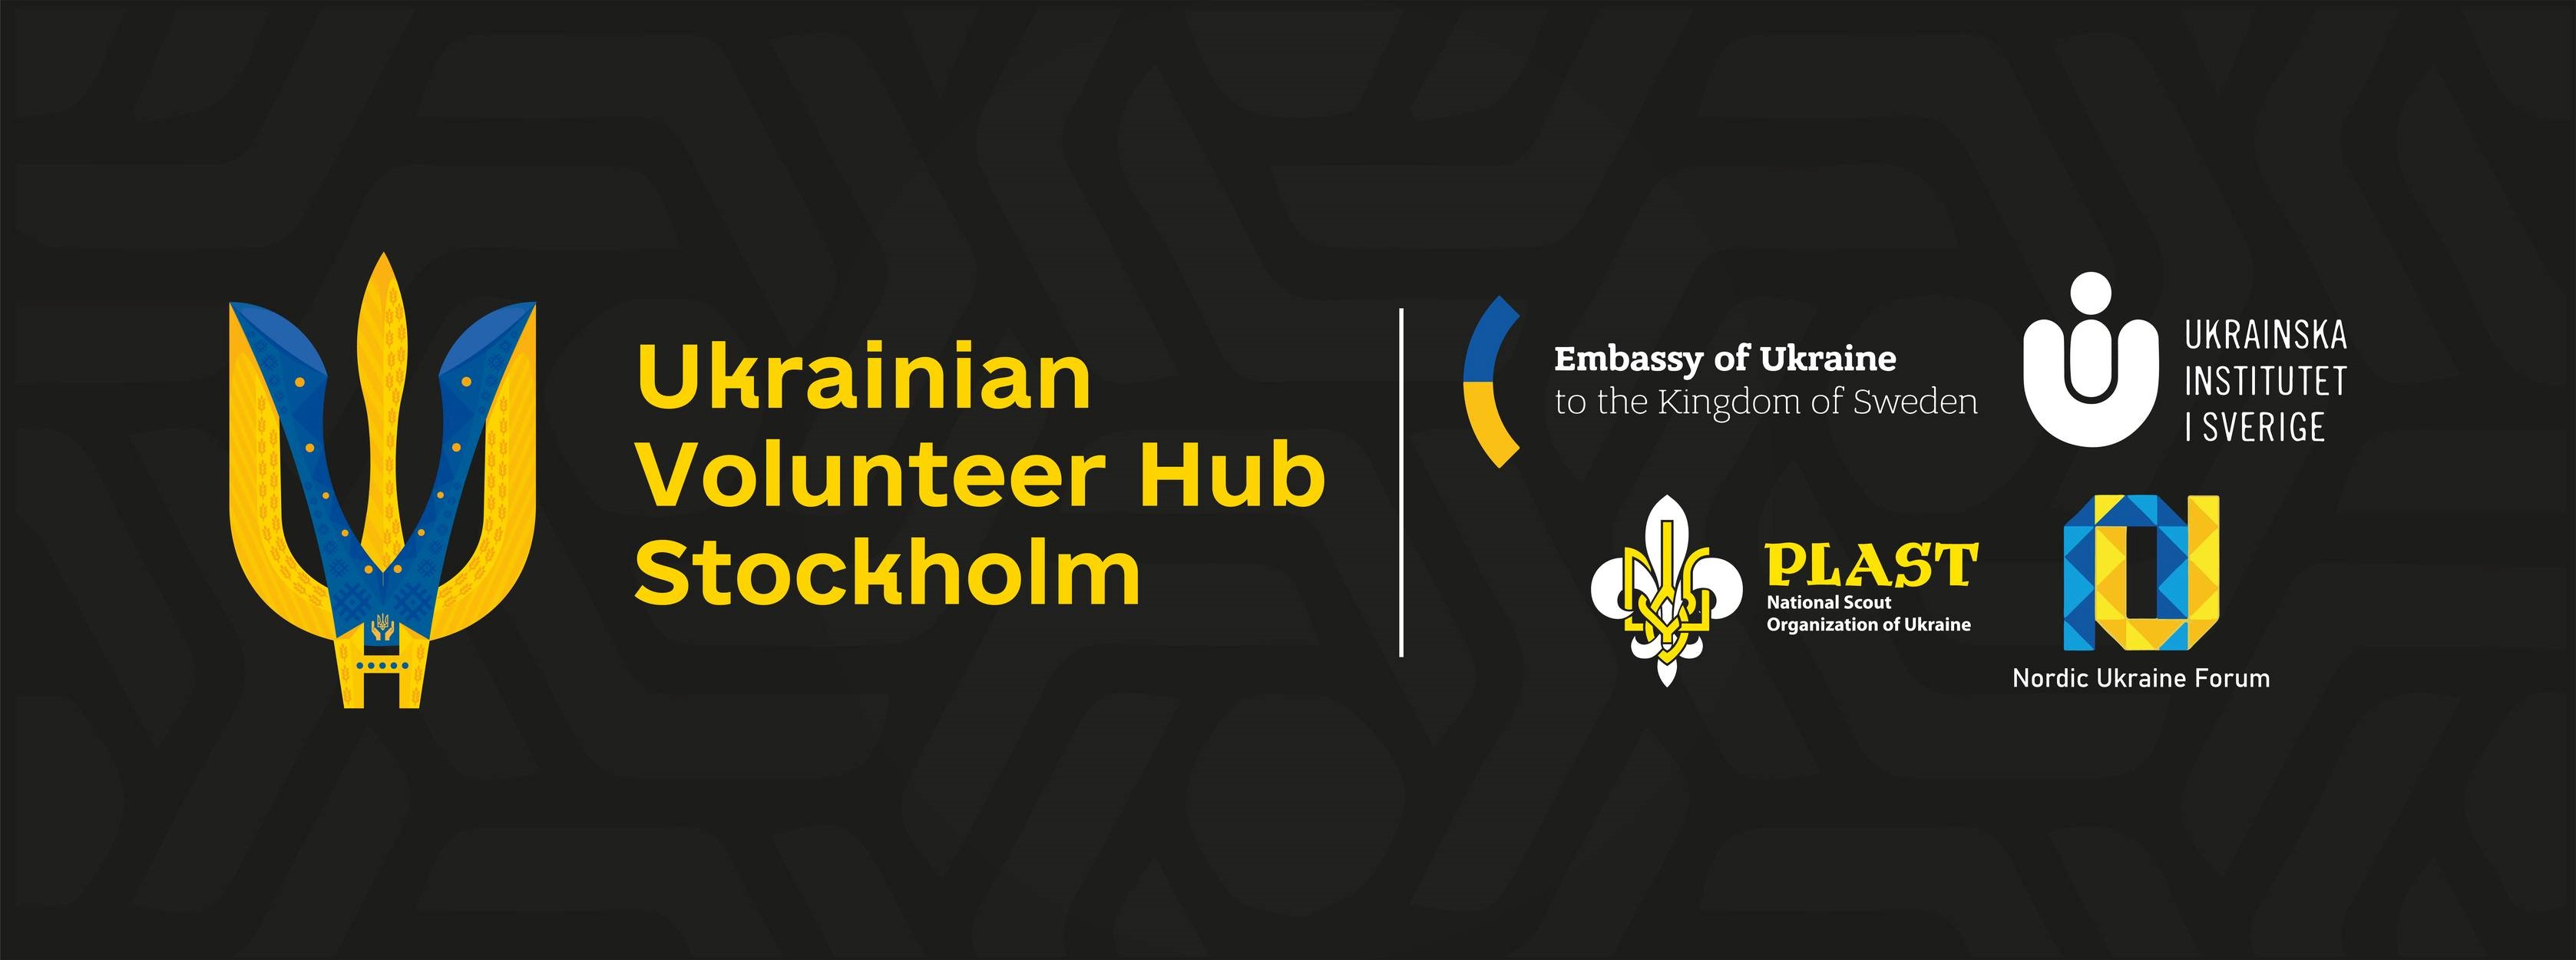 Ukrainian
Volunteer Hub
Stockholm
Embassy of Ukraine
to the Kingdom of Sweden
UKRAINSKA
INSTITUTET
I SVERIGE
PLAST
National Scout
Organization of Ukraine
Nordic Ukraine Forum